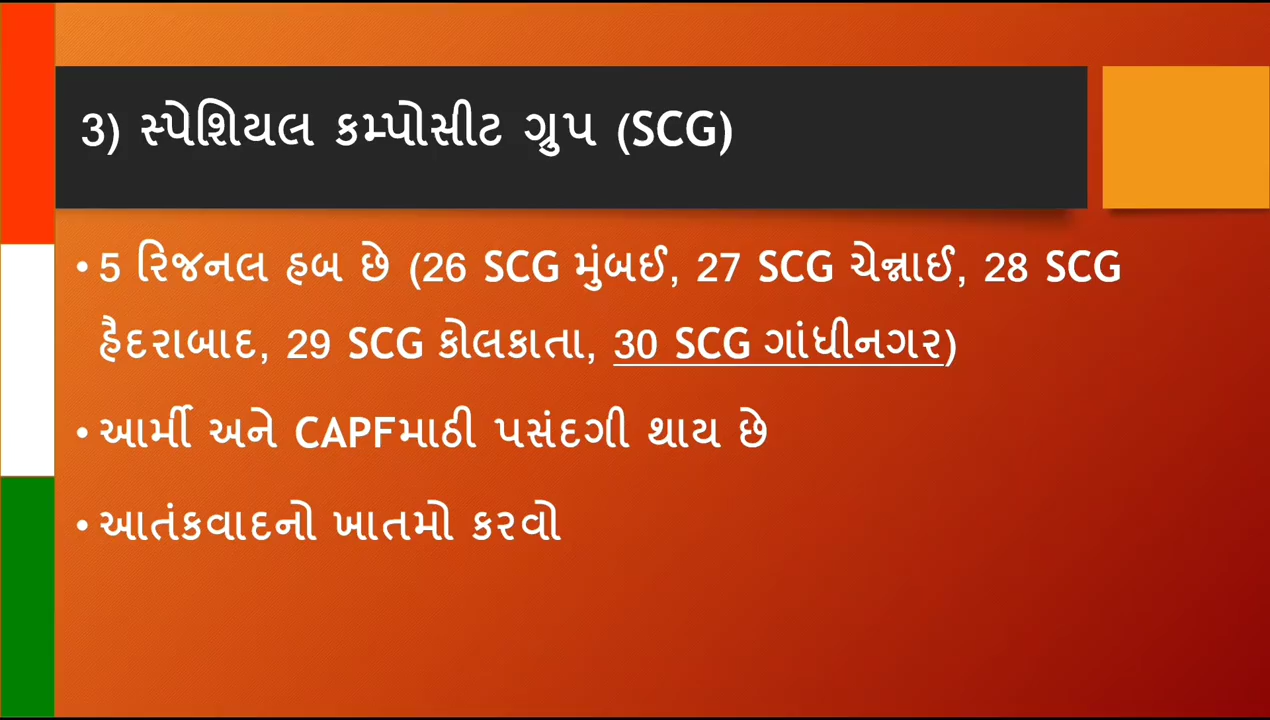 3) સ્પેશિયલ કમ્પોસીટ ગ્રુપ (SCG)
• 5 રિજનલ હબ છે (26 SCG મુંબઈ, 27 SCG ચેન્નાઈ, 28 SCG
હૈદરાબાદ, 29 SCG કોલકાતા, 30 SCG ગાંધીનગર)
• આર્મી અને CAPFમાઠી પસંદગી થાય છે
• આતંકવાદનો ખાતમો કરવો